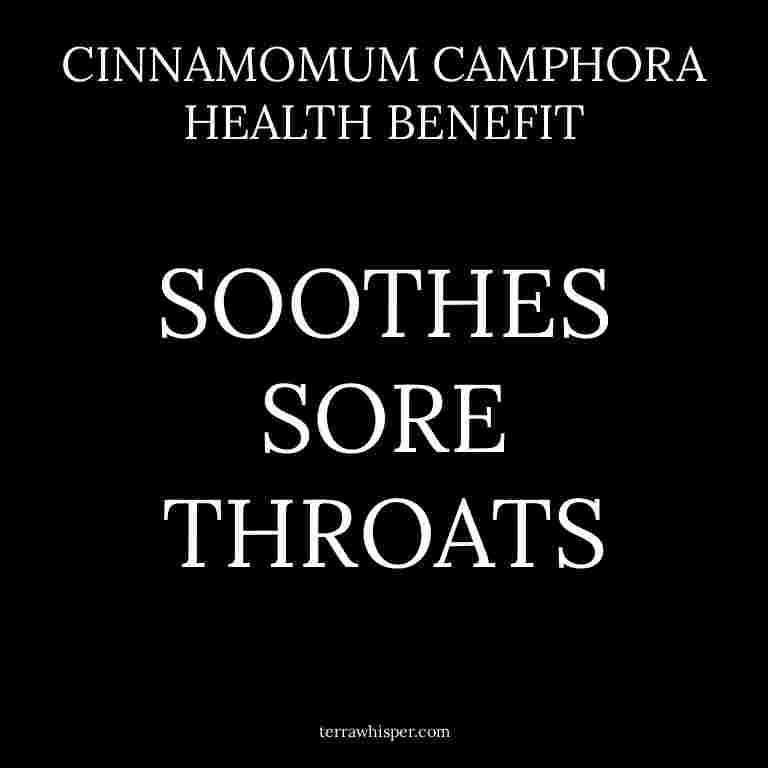 CINNAMOMUM CAMPHORA
HEALTH BENEFIT
SOOTHES
SORE
THROATS
terrawhisper.com